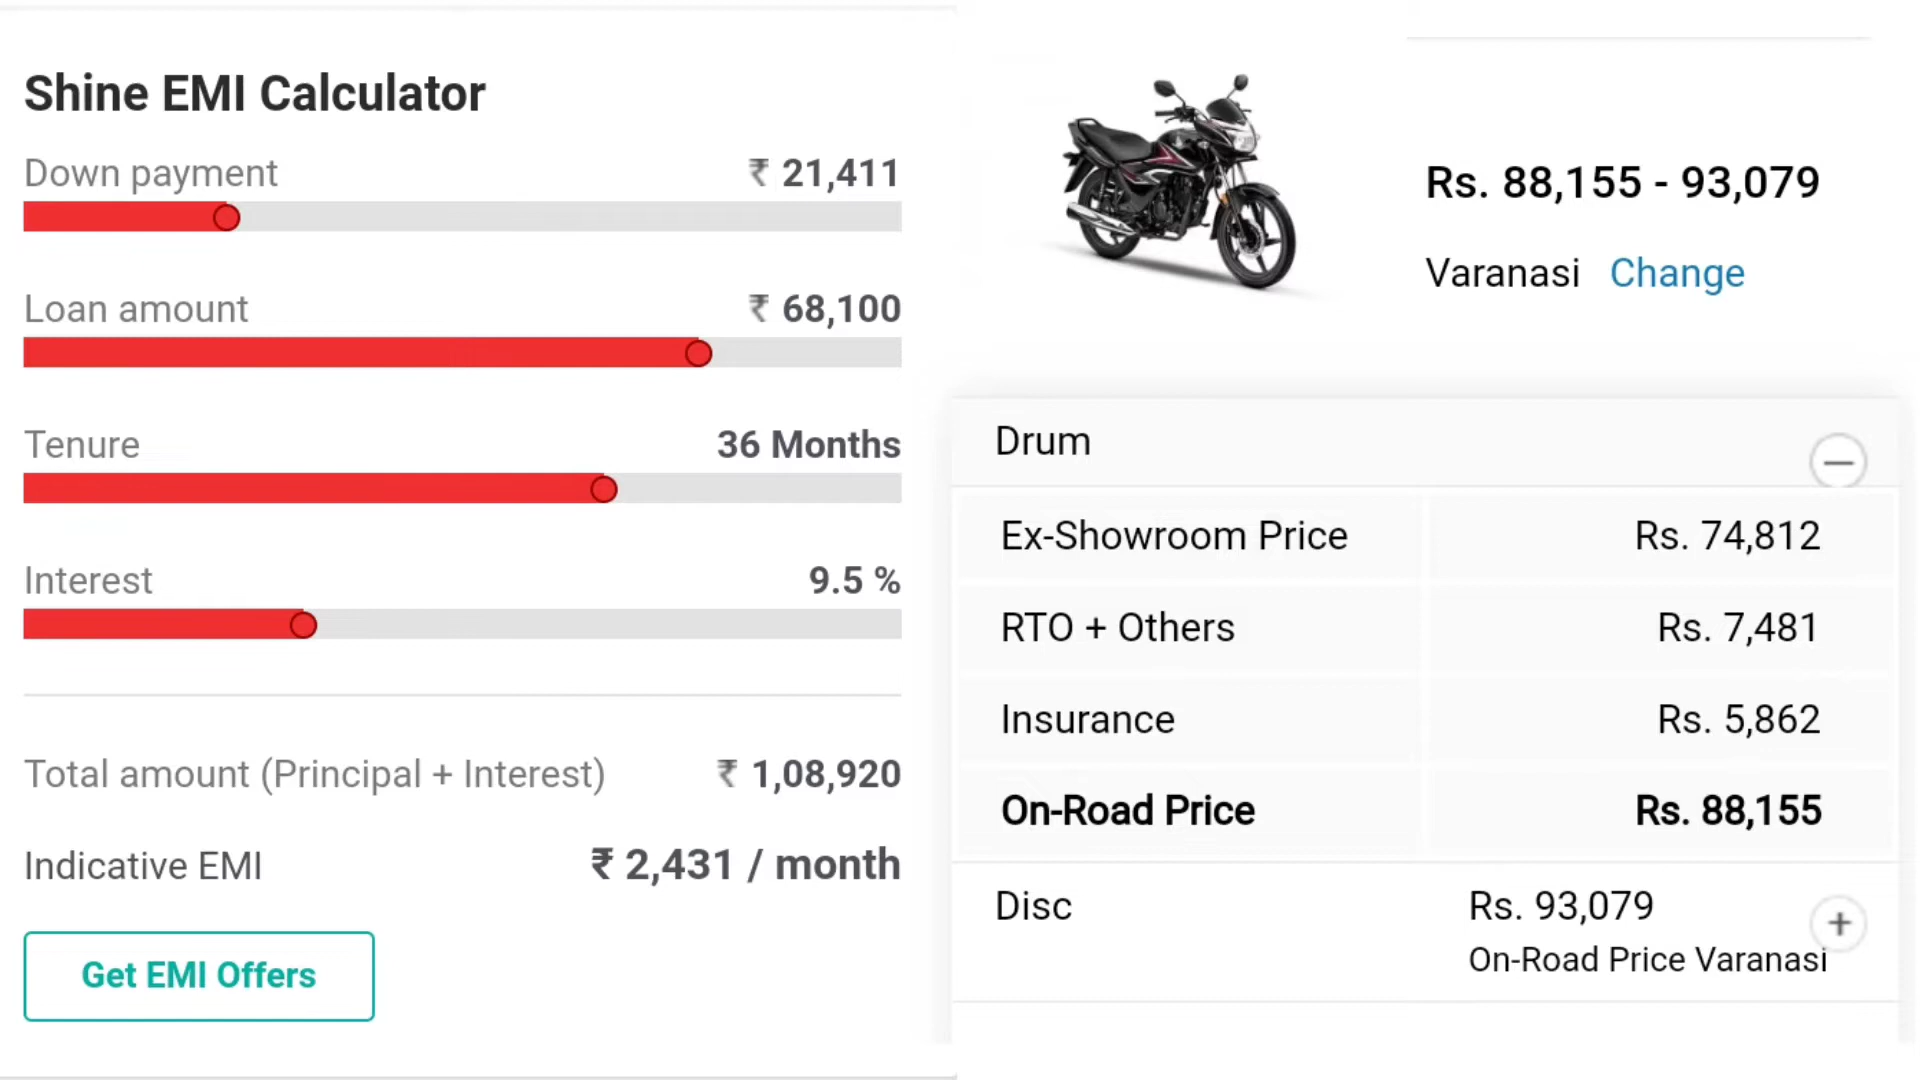 Shine EMI Calculator
Down payment ₹ 21,411
Loan amount ₹ 68,100
Tenure 36 Months
Interest 9.5 %
Total amount (Principal + Interest) ₹ 1,08,920
Indicative EMI ₹ 2,431 / month
Get EMI Offers
Rs. 88,155 - 93,079
Varanasi Change
Drum
Ex-Showroom Price Rs. 74,812
RTO + Others Rs. 7,481
Insurance Rs. 5,862
On-Road Price Rs. 88,155
Disc Rs. 93,079
On-Road Price Varanasi